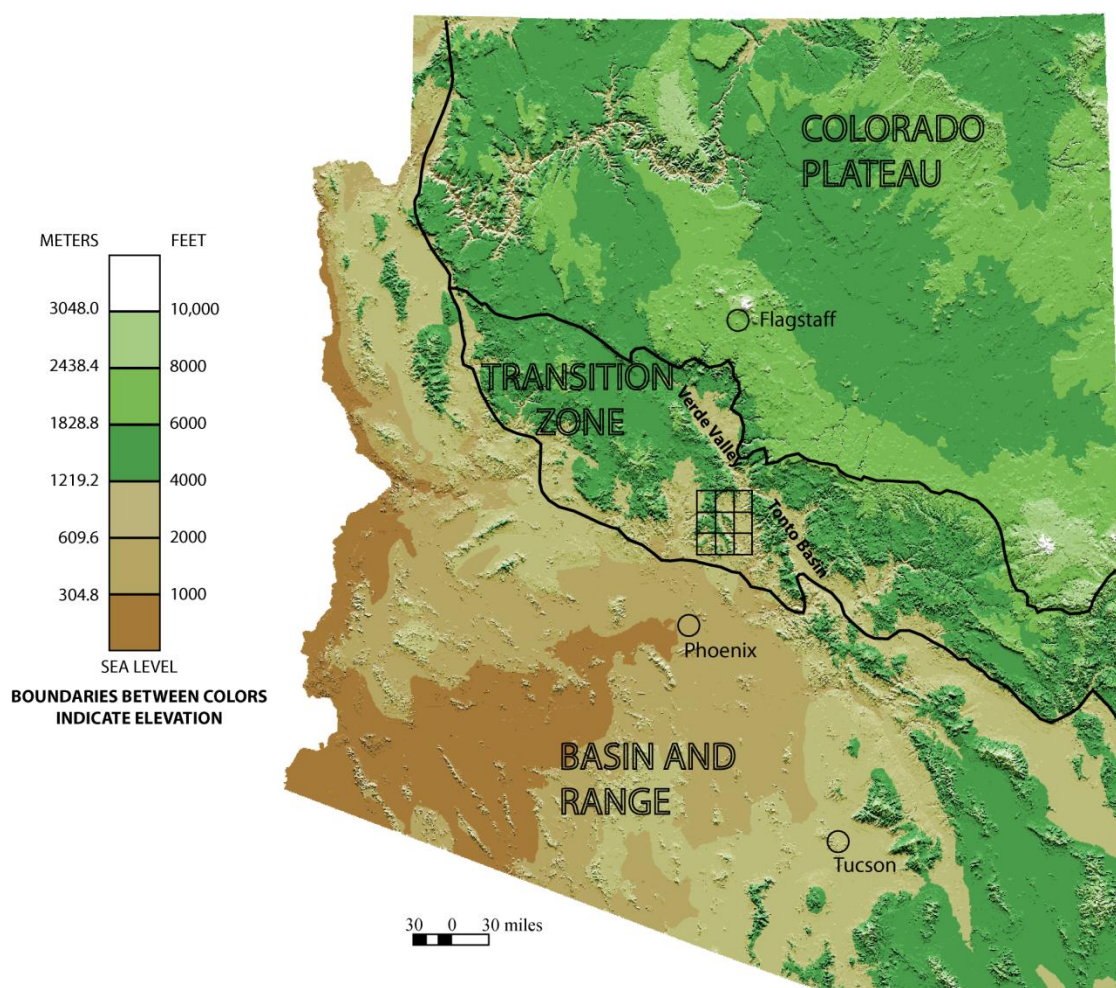 COLORADO
PLATEAU
METERS FEET
3048.0 10,000
2438.4 8000
1828.8 6000
1219.2 4000
609.6 2000
304.8 1000
SEA LEVEL
BOUNDARIES BETWEEN COLORS
INDICATE ELEVATION
Flagstaff
TRANSITION
ZONE
Verde Valley
Tonto Basin
Phoenix
BASIN AND
RANGE
Tucson
30 0 30 miles